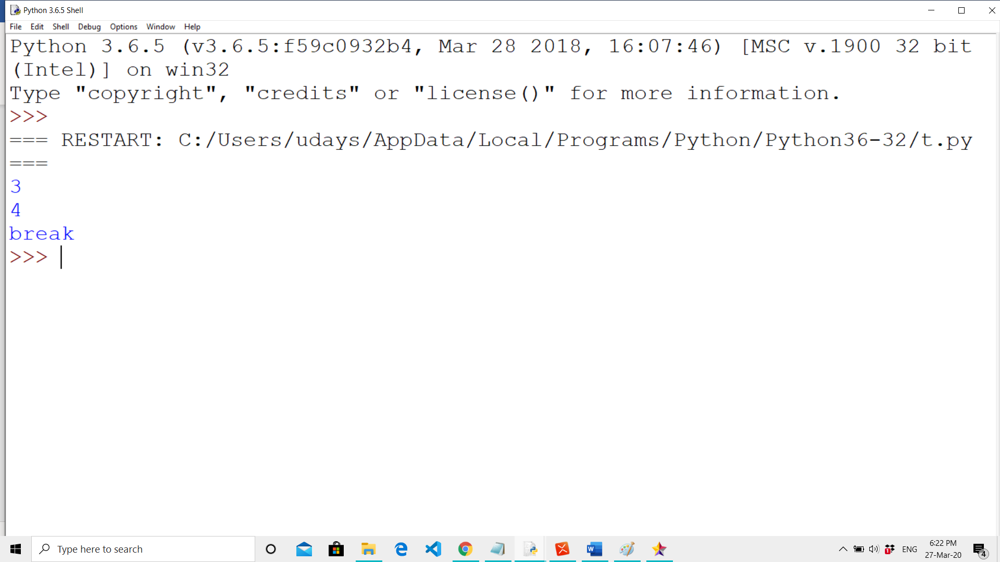 Python 3.6.5 Shell
File Edit Shell Debug Options Window Help
Python 3.6.5 (v3.6.5:f59c0932b4, Mar 28 2018, 16:07:46) [MSC v.1900 32 bit
(Intel)] on win32
Type "copyright", "credits" or "license()" for more information.
>>>
=== RESTART: C:/Users/udays/AppData/Local/Programs/Python/Python36-32/t.py
===
3
4
break
>>>
Type here to search
W
1
ENG
6:22 PM
27-Mar-20
4